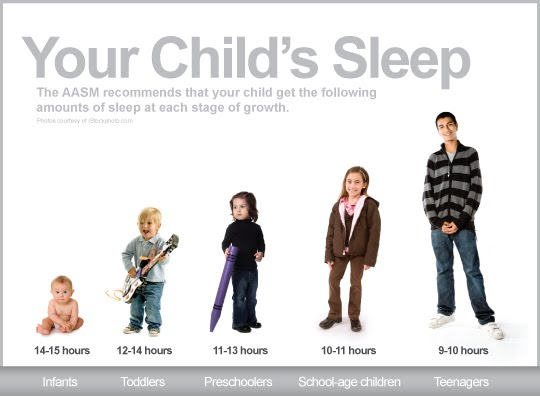 Your Child's Sleep
The AASM recommends that your child get the following
amounts of sleep at each stage of growth.
Photos courtesy of iStockphoto.com
14-15 hours 12-14 hours 11-13 hours 10-11 hours 9-10 hours
Infants Toddlers Preschoolers School-age children Teenagers